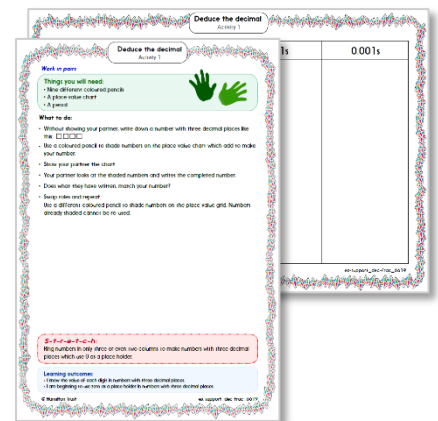 Deduce the decimal
Activity 1
1s
0.001s
ex-support_dec-frac_6619
Deduce the decimal
Activity 1
Work in pairs
Things you will need:
• Nine different coloured pencils
• A place value chart
• A pencil
What to do:
• Without showing your partner, write down a number with three decimal places like
this: □.□□□
• Use a coloured pencil to shade numbers on the place value chart which add to make
your number.
• Show your partner the chart.
• Your partner looks at the shaded numbers and writes the completed number.
• Does what they have written, match your number?
• Swap roles and repeat.
Use a different coloured pencil to shade numbers on the place value grid. Numbers
already shaded cannot be re-used.
S-t-r-e-t-c-h:
Ring numbers in only three or even two columns to make numbers with three decimal
places which use 0 as a place holder.
Learning outcomes:
• I know the value of each digit in numbers with three decimal places.
• I am beginning to use zero as a place holder in numbers with three decimal places.
© Hamilton Trust
ex-support_dec-frac_6619